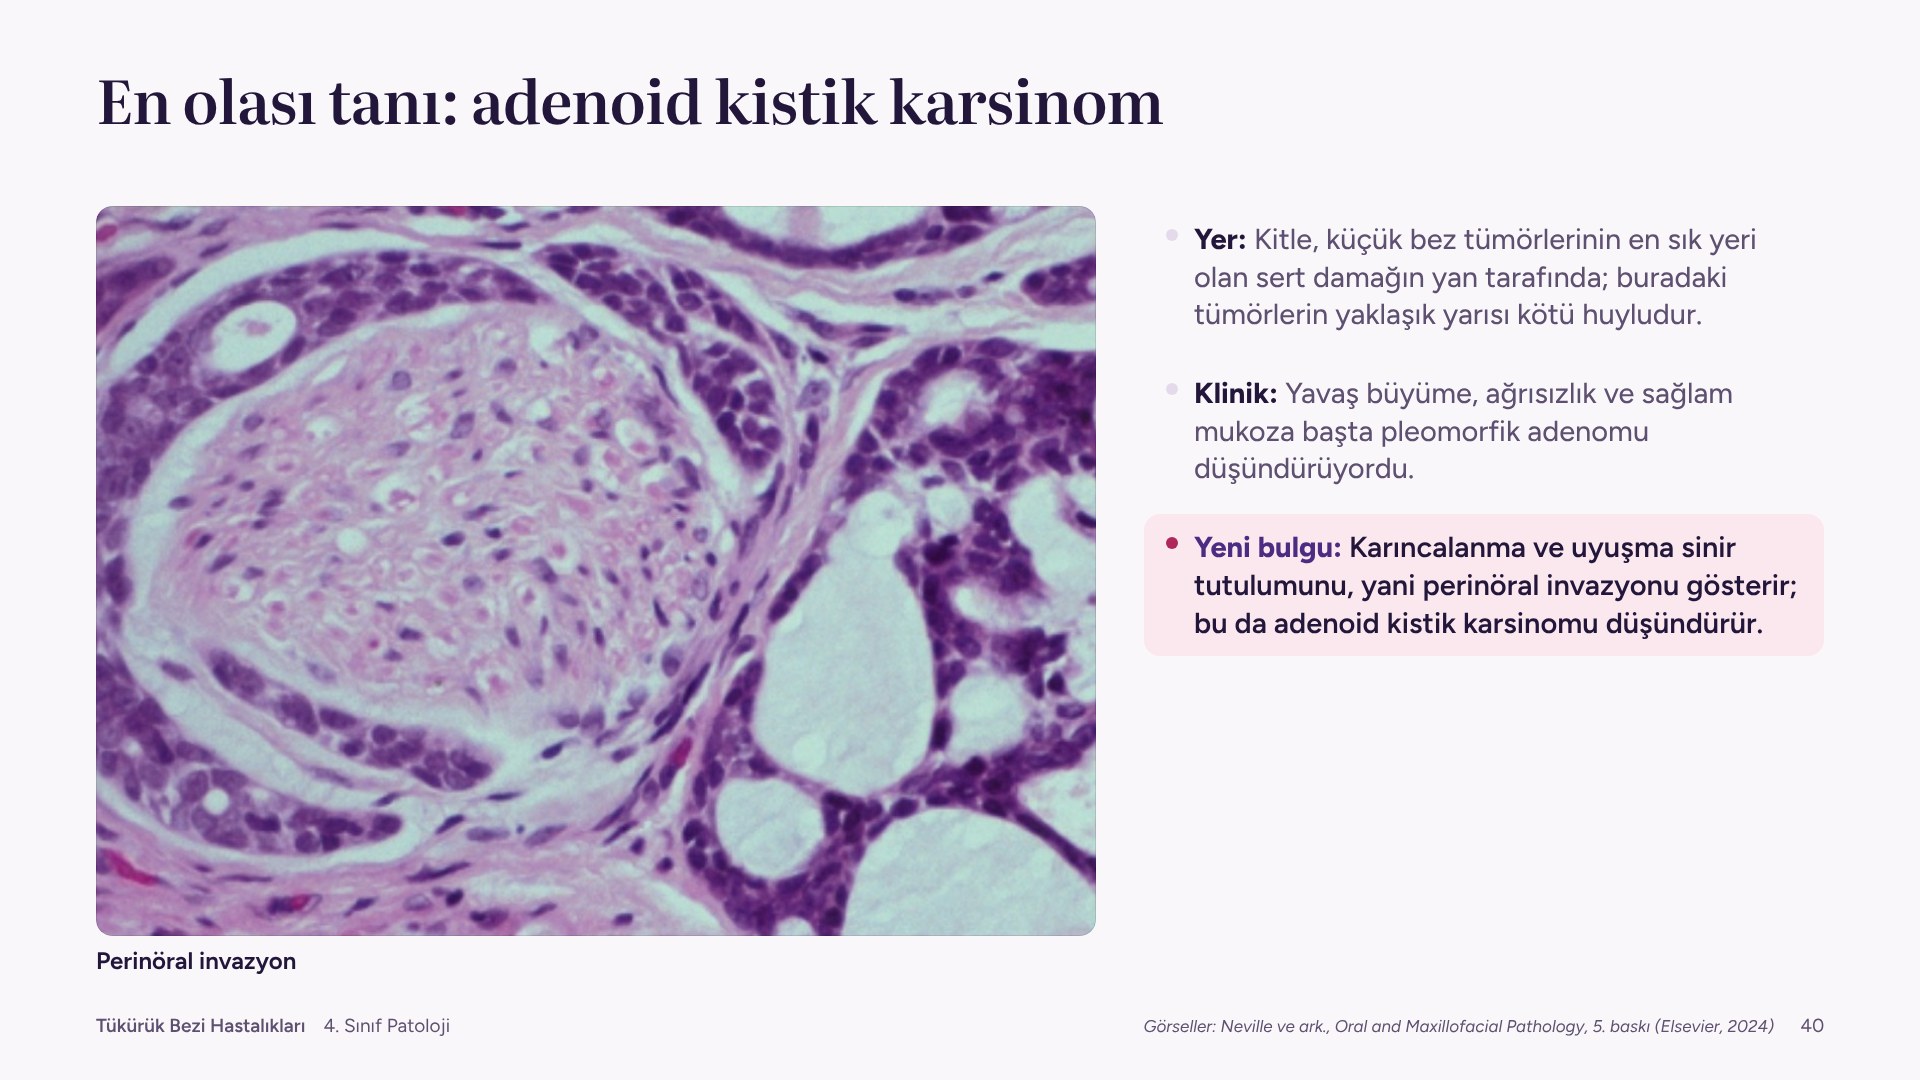 En olası tanı: adenoid kistik karsinom
Yer: Kitle, küçük bez tümörlerinin en sık yeri
olan sert damağın yan tarafında; buradaki
tümörlerin yaklaşık yarısı kötü huyludur.
Klinik: Yavaş büyüme, ağrısızlık ve sağlam
mukoza başta pleomorfik adenomu
düşündürüyordu.
Yeni bulgu: Karıncalanma ve uyuşma sinir
tutulumunu, yani perinöral invazyonu gösterir;
bu da adenoid kistik karsinomu düşündürür.
Perinöral invazyon
Tükürük Bezi Hastalıkları 4. Sınıf Patoloji
Görseller: Neville ve ark., Oral and Maxillofacial Pathology, 5. baskı (Elsevier, 2024) 40